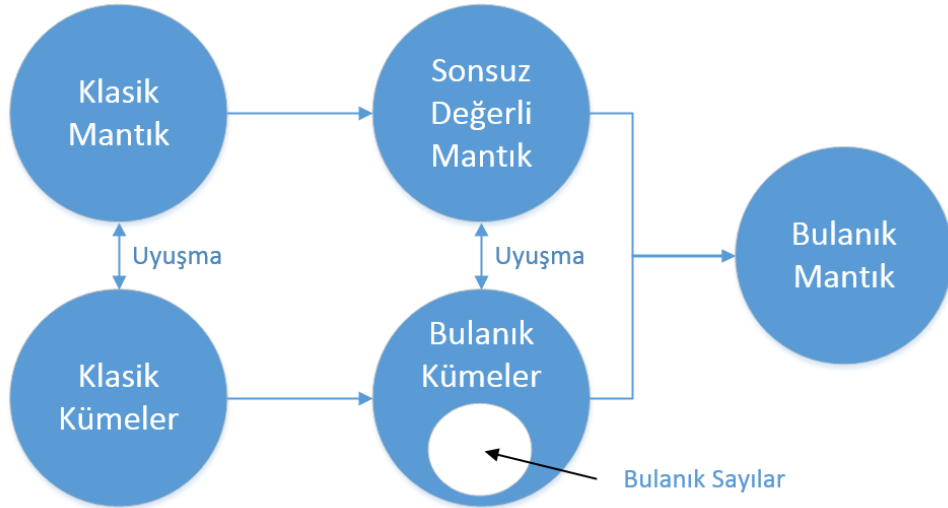 Klasik
Mantık
Sonsuz
Değerli
Mantık
Bulanık
Mantık
Uyuşma
Uyuşma
Klasik
Kümeler
Bulanık
Kümeler
Bulanık Sayılar